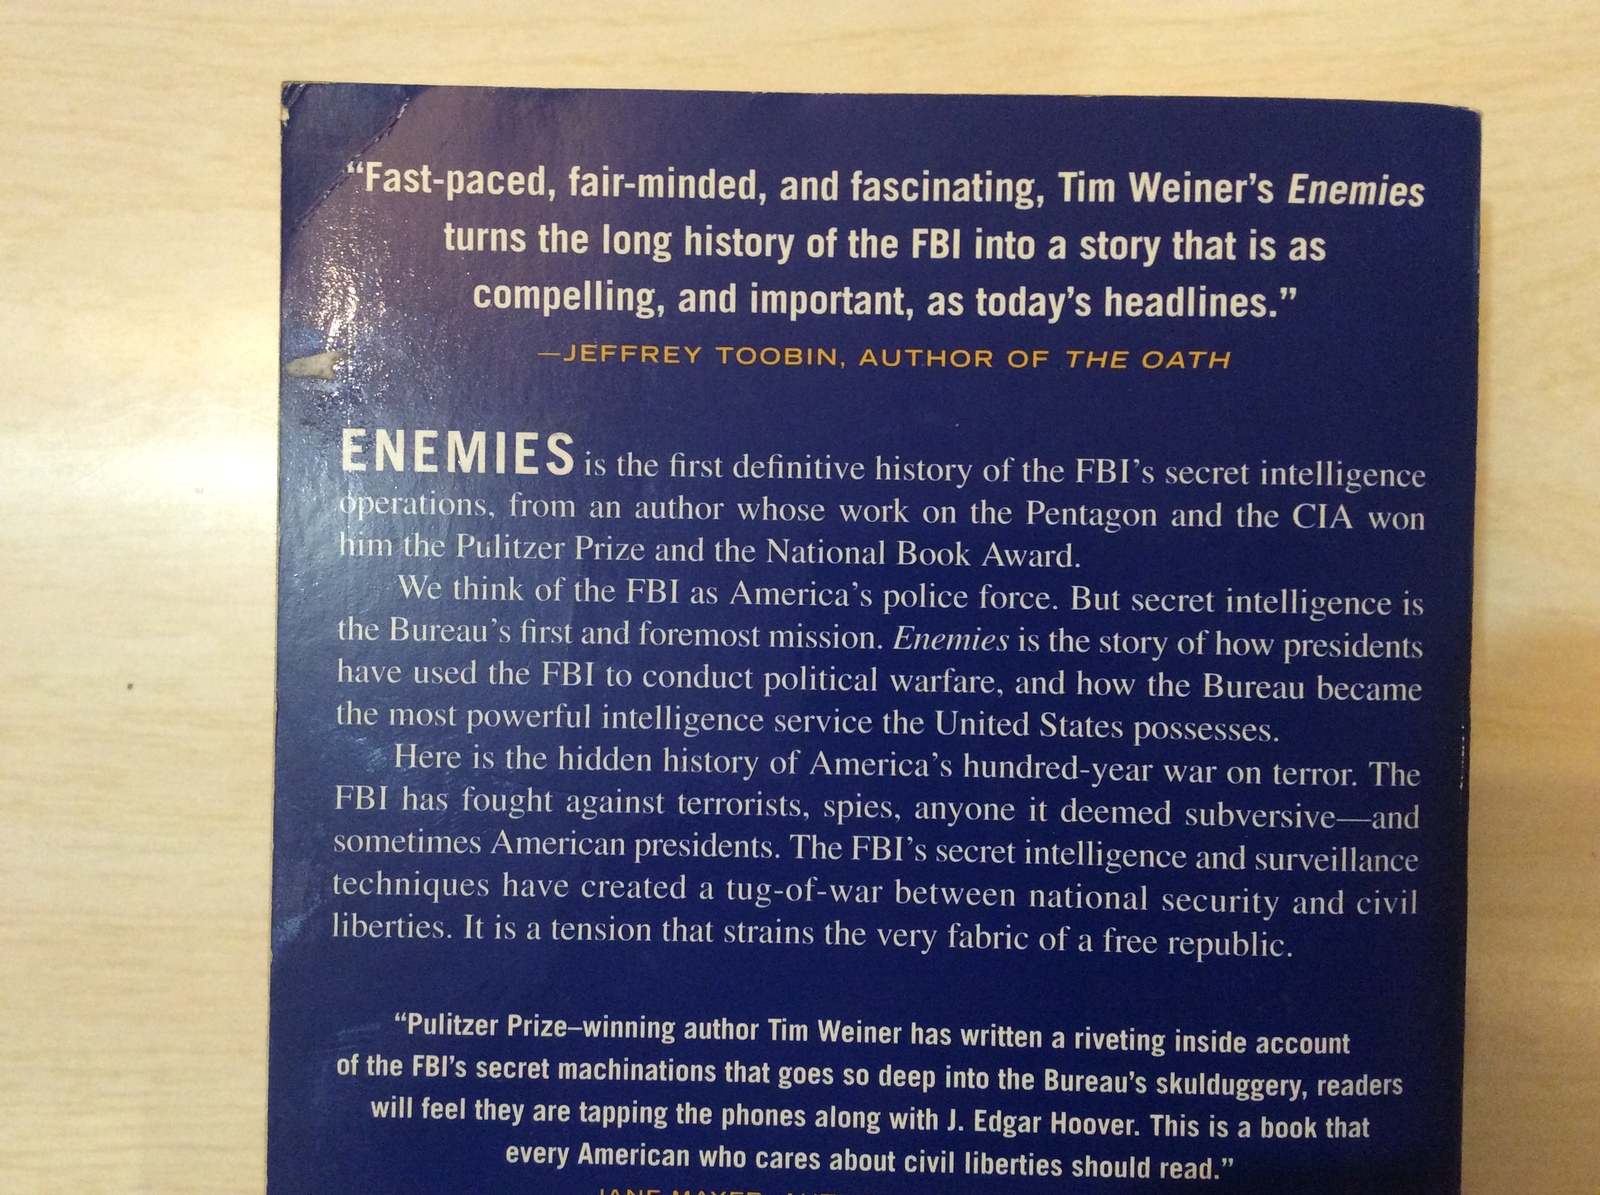 “Fast-paced, fair-minded, and fascinating, Tim Weiner’s Enemies
turns the long history of the FBI into a story that is as
compelling, and important, as today’s headlines.”
—JEFFREY TOOBIN, AUTHOR OF THE OATH
ENEMIES is the first definitive history of the FBI’s secret intelligence
operations, from an author whose work on the Pentagon and the CIA won
him the Pulitzer Prize and the National Book Award.
We think of the FBI as America’s police force. But secret intelligence is
the Bureau’s first and foremost mission. Enemies is the story of how presidents
have used the FBI to conduct political warfare, and how the Bureau became
the most powerful intelligence service the United States possesses.
Here is the hidden history of America’s hundred-year war on terror. The
FBI has fought against terrorists, spies, anyone it deemed subversive—and
sometimes American presidents. The FBI’s secret intelligence and surveillance
techniques have created a tug-of-war between national security and civil
liberties. It is a tension that strains the very fabric of a free republic.
“Pulitzer Prize–winning author Tim Weiner has written a riveting inside account
of the FBI’s secret machinations that goes so deep into the Bureau’s skulduggery, readers
will feel they are tapping the phones along with J. Edgar Hoover. This is a book that
every American who cares about civil liberties should read.”
JANE MAYER,